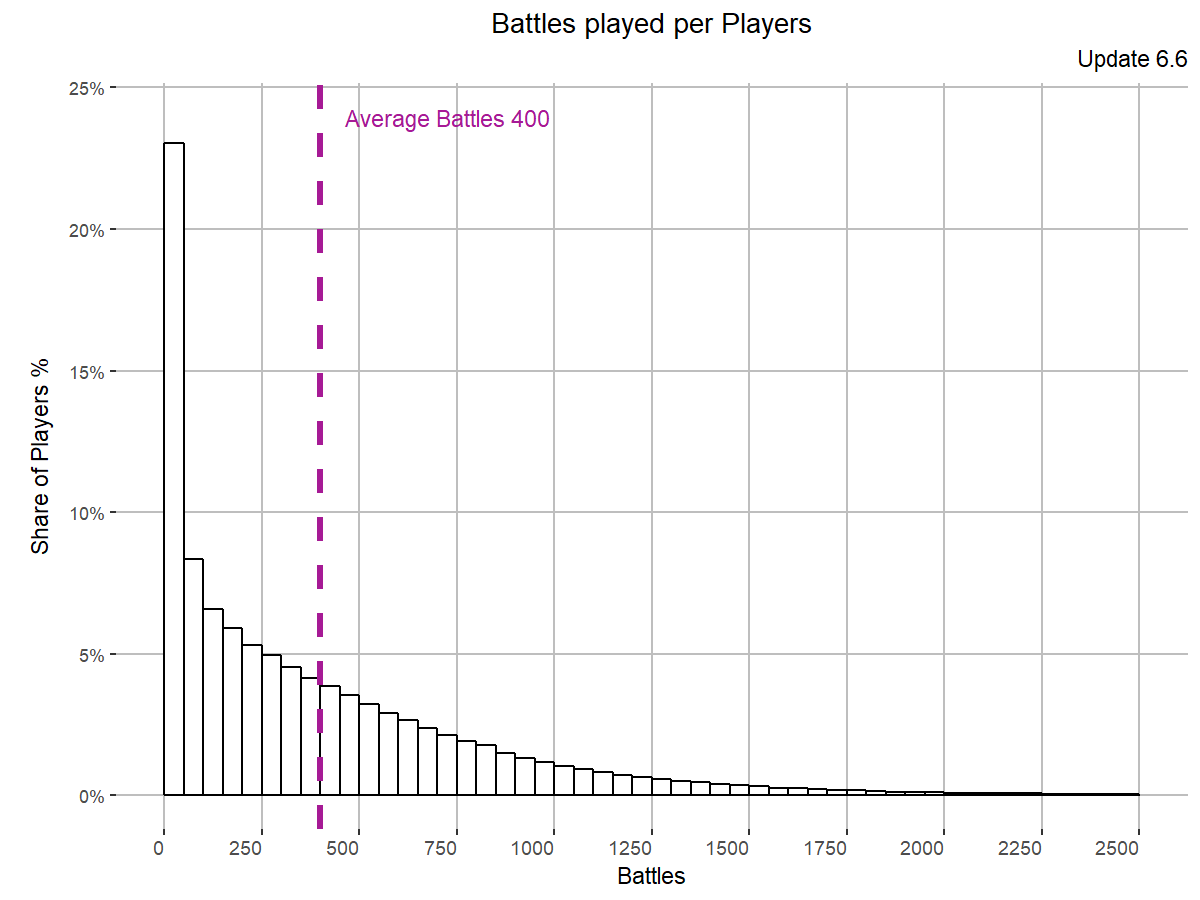 Battles played per Players
Update 6.6
25%
Average Battles 400
20%
15%
10%
5%
0%
Share of Players %
0 250 500 750 1000 1250 1500 1750 2000 2250 2500
Battles